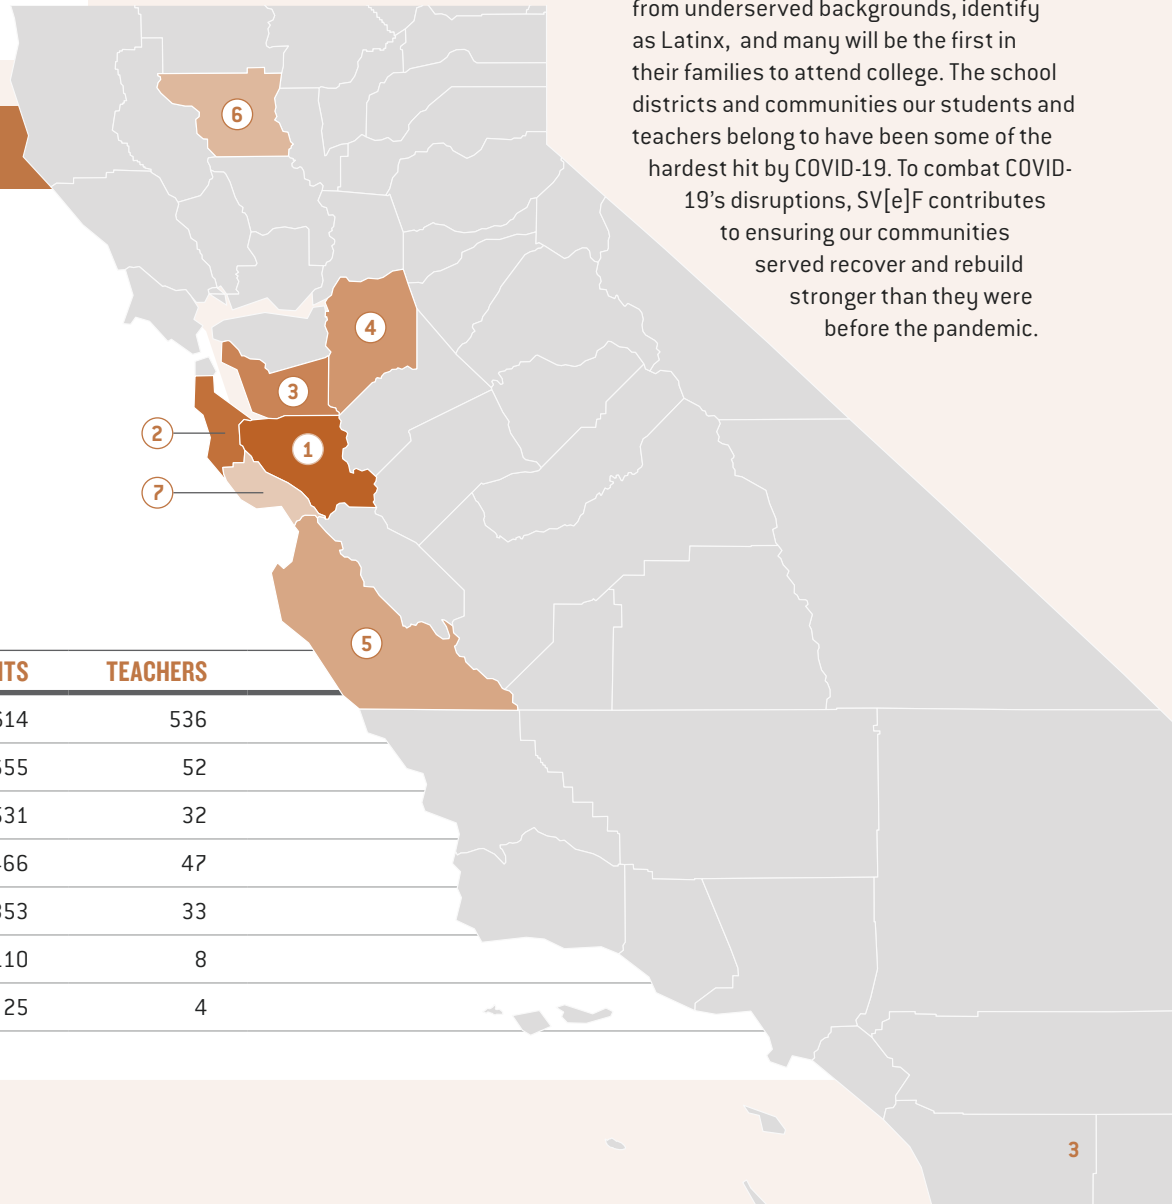 from underserved backgrounds, identify
as Latinx, and many will be the first in
their families to attend college. The school
districts and communities our students and
teachers belong to have been some of the
hardest hit by COVID-19. To combat COVID-
19's disruptions, SV[e]F contributes
to ensuring our communities
served recover and rebuild
stronger than they were
before the pandemic.
6
4
3
2
1
7
5
TEACHERS
536
52
32
47
33
8
25 4
3